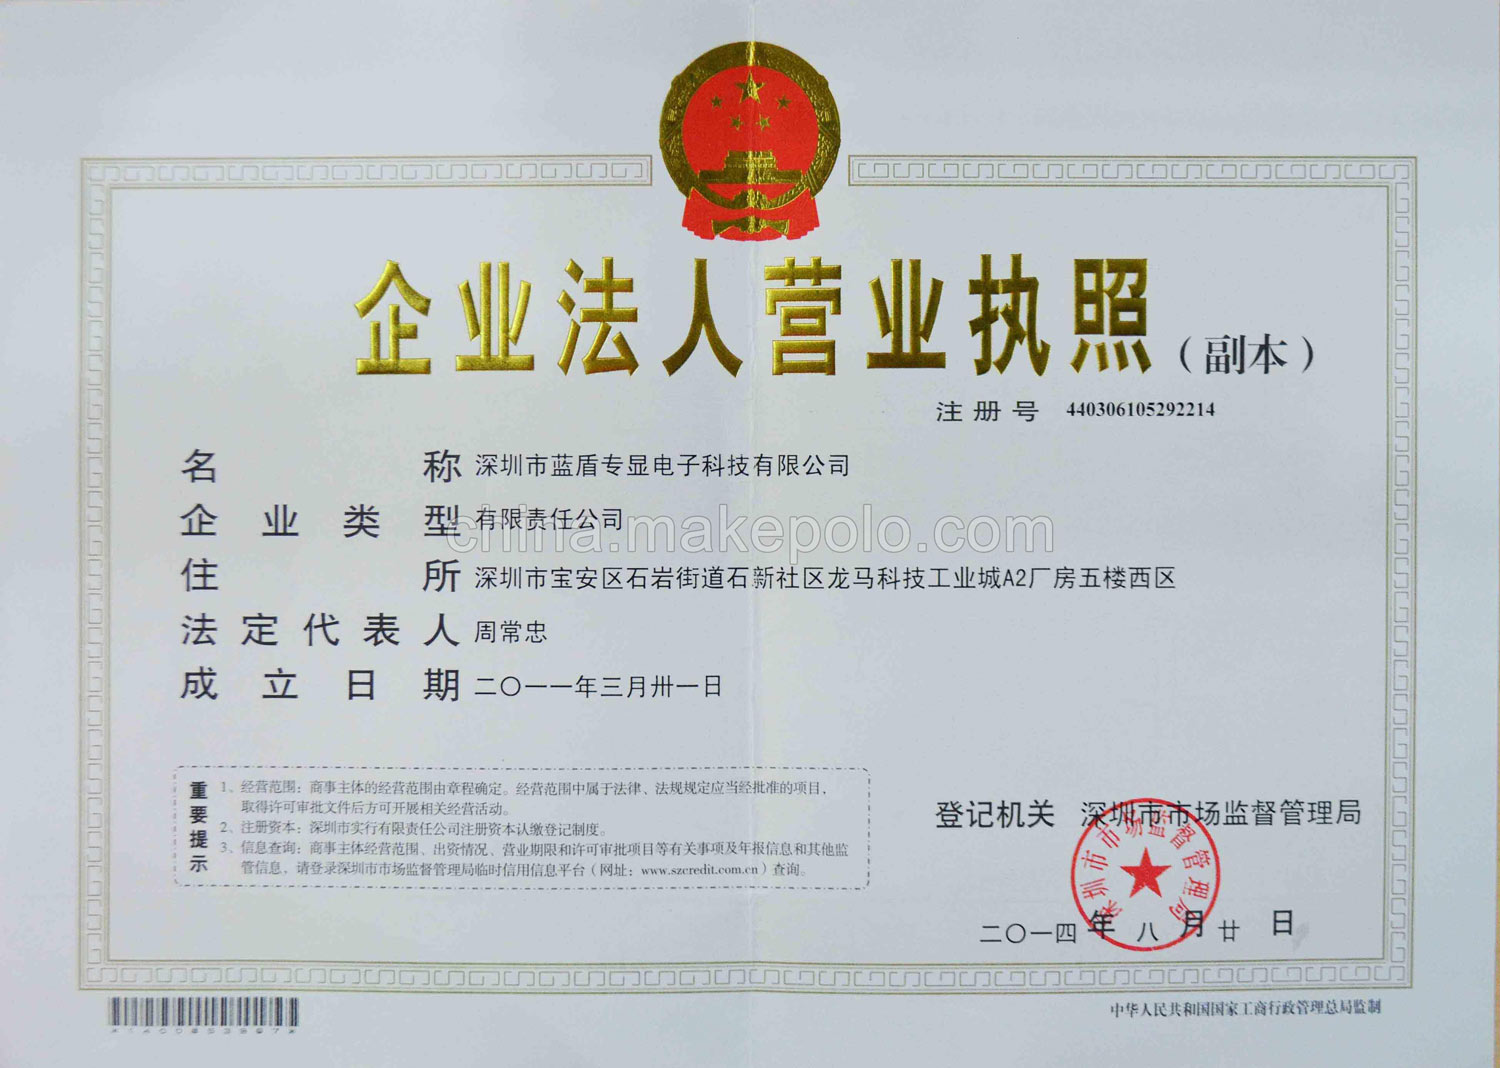 企业法人营业执照（副本）
注册号 440306105292214
名称 深圳市蓝盾专显电子科技有限公司
企业类型 有限责任公司
china.makepolo.com
住所 深圳市宝安区石岩街道石新社区龙马科技工业城A2厂房五楼西区
法定代表人 周常忠
成立日期 二〇一一年三月卅一日
重要提示
1、经营范围：商事主体的经营范围由章程确定。经营范围中属于法律、法规规定应当经批准的项目，
取得许可审批文件后方可开展相关经营活动。
2、注册资本：深圳市实行有限责任公司注册资本认缴登记制度。
3、信息查询：商事主体经营范围、出资情况、营业期限和许可审批项目等有关事项及年报信息和其他监
管信息，请登录深圳市市场监督管理局临时信用信息平台（网址：www.szcredit.com.cn）查询。
登记机关 深圳市市场监督管理局
深圳市市场监督管理局
二〇一四年八月廿日
中华人民共和国国家工商行政管理总局监制